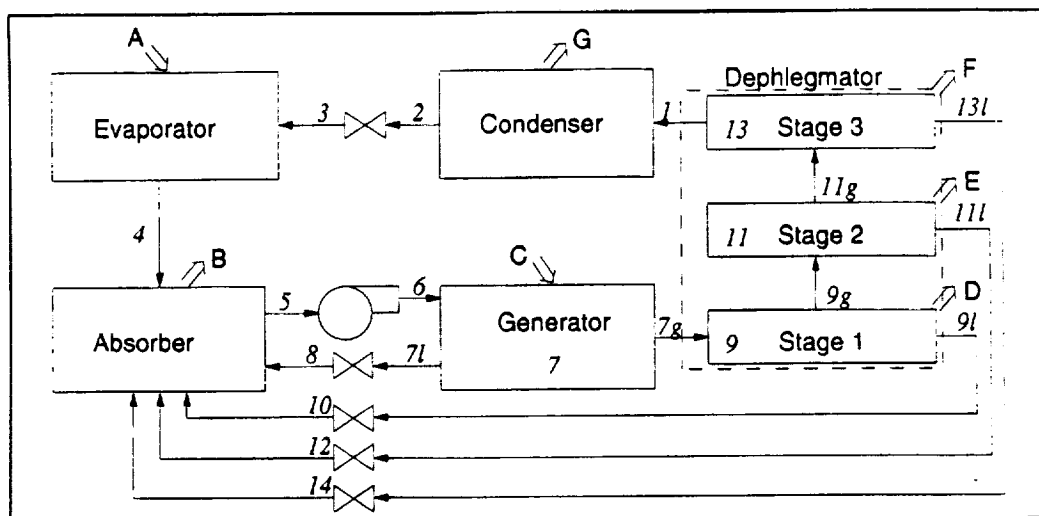 A
G
F
Dephlegmator
13l
Evaporator
3
2
Condenser
1
13 Stage 3
11g
E
11l
4
11 Stage 2
B
C
9g
D
5
6
Generator
7g
9l
Absorber
8
7l
7
9 Stage 1
10
12
14